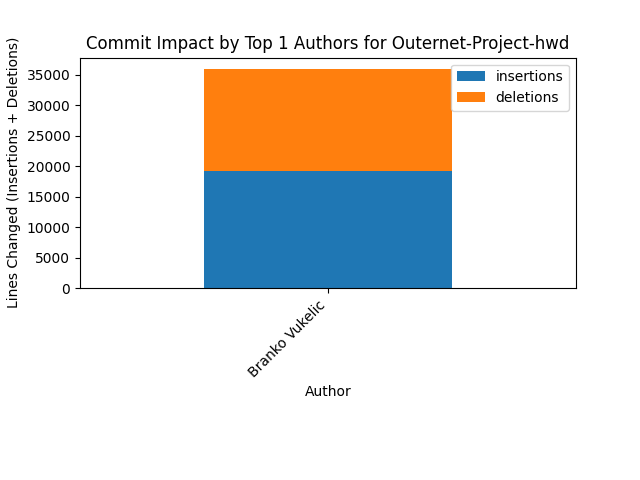 Commit Impact by Top 1 Authors for Outernet-Project-hwd
Lines Changed (Insertions + Deletions)
35000
30000
25000
20000
15000
10000
5000
0
insertions
deletions
Branko Vukelic
Author